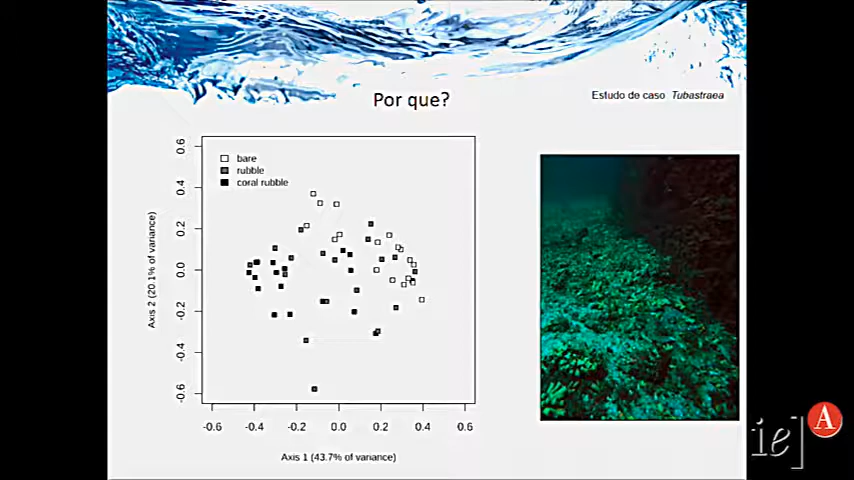 Por que?
Estudo de caso Tubastraea
bare
rubble
coral rubble
0.6
0.4
0.2
0.0
-0.2
-0.4
-0.6
Axis 2 (20.1% of variance)
-0.6 -0.4 -0.2 0.0 0.2 0.4 0.6
Axis 1 (43.7% of variance)
ie]
A